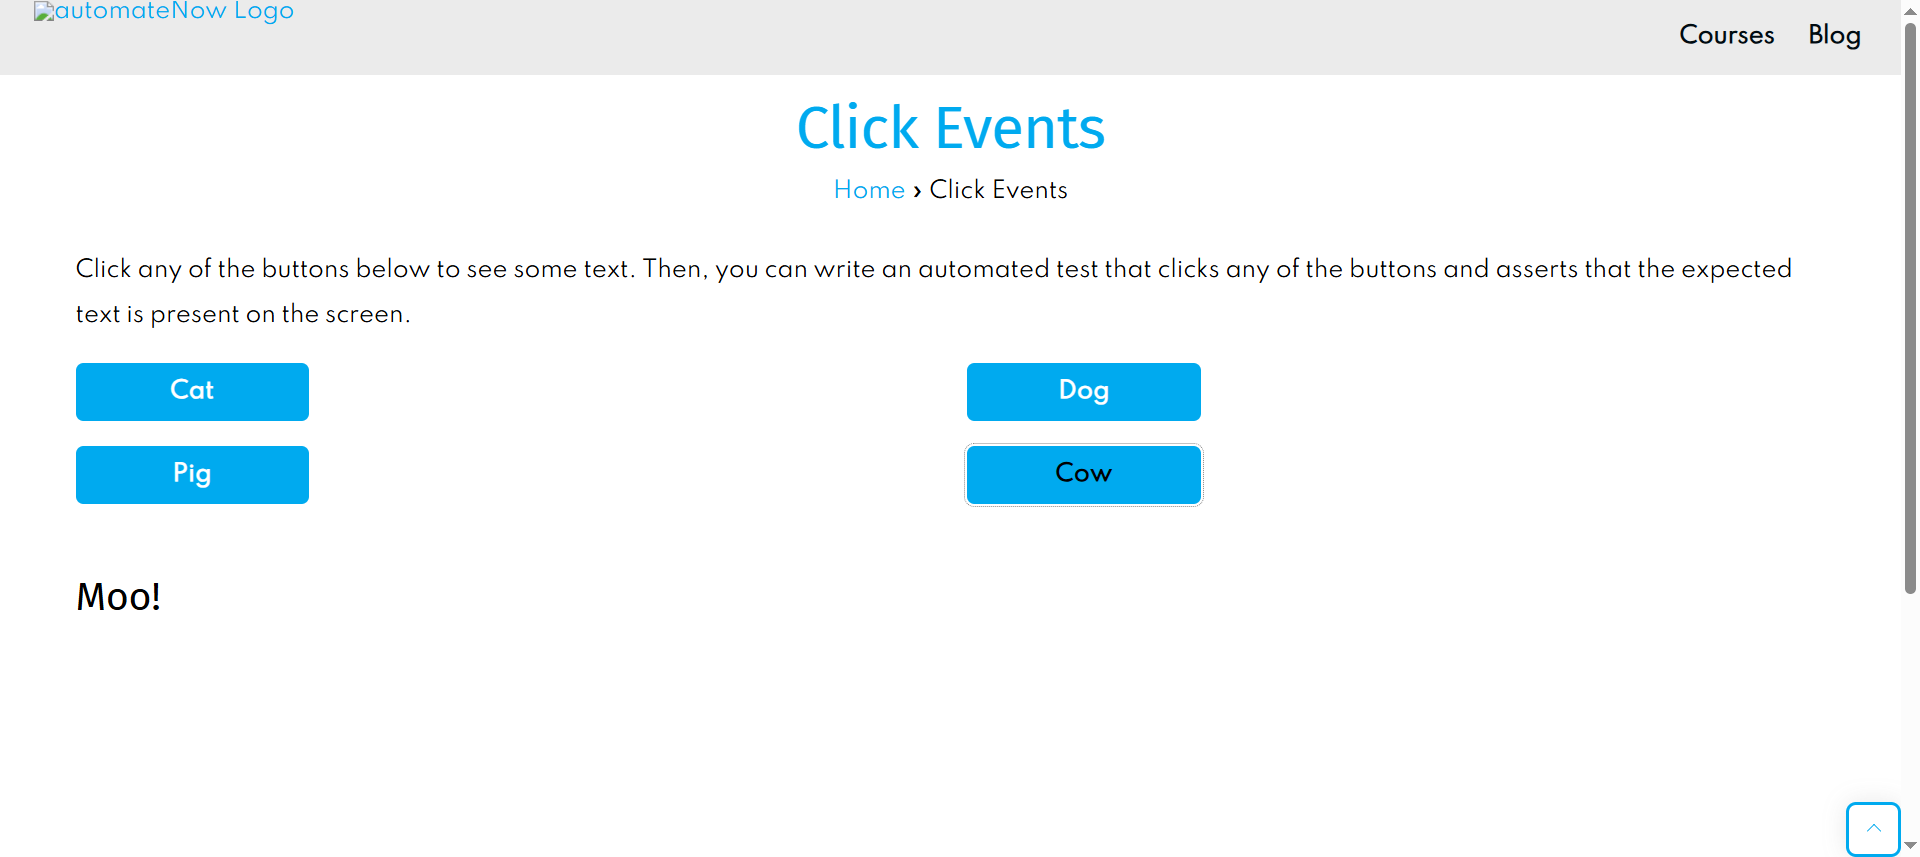 automateNow Logo
Courses Blog
Click Events
Home › Click Events
Click any of the buttons below to see some text. Then, you can write an automated test that clicks any of the buttons and asserts that the expected
text is present on the screen.
Cat Dog
Pig Cow
Moo!